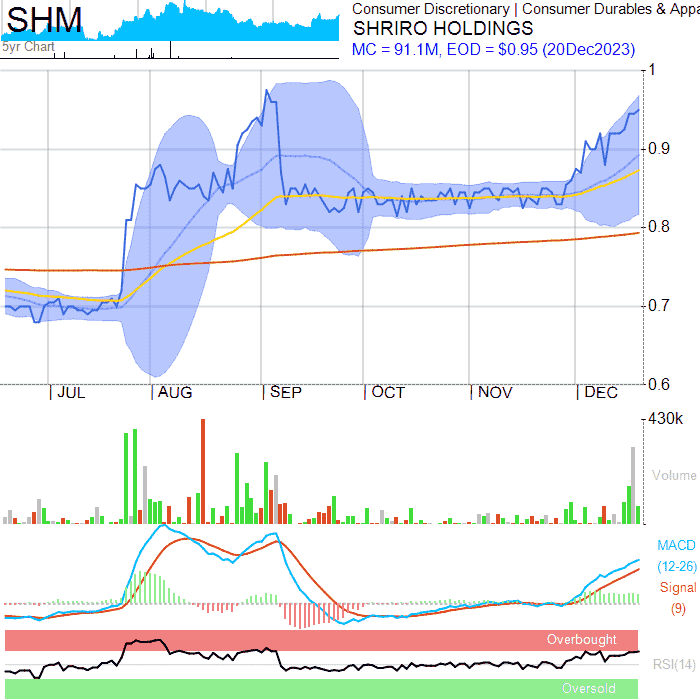 SHM
5yr Chart
Consumer Discretionary | Consumer Durables & Appa
SHRIRO HOLDINGS
MC = 91.1M, EOD = $0.95 (20Dec2023)
1
0.9
0.8
0.7
0.6
JUL
AUG
SEP
OCT
NOV
DEC
430k
Volume
MACD
(12-26)
Signal
(9)
Overbought
RSI(14)
Oversold